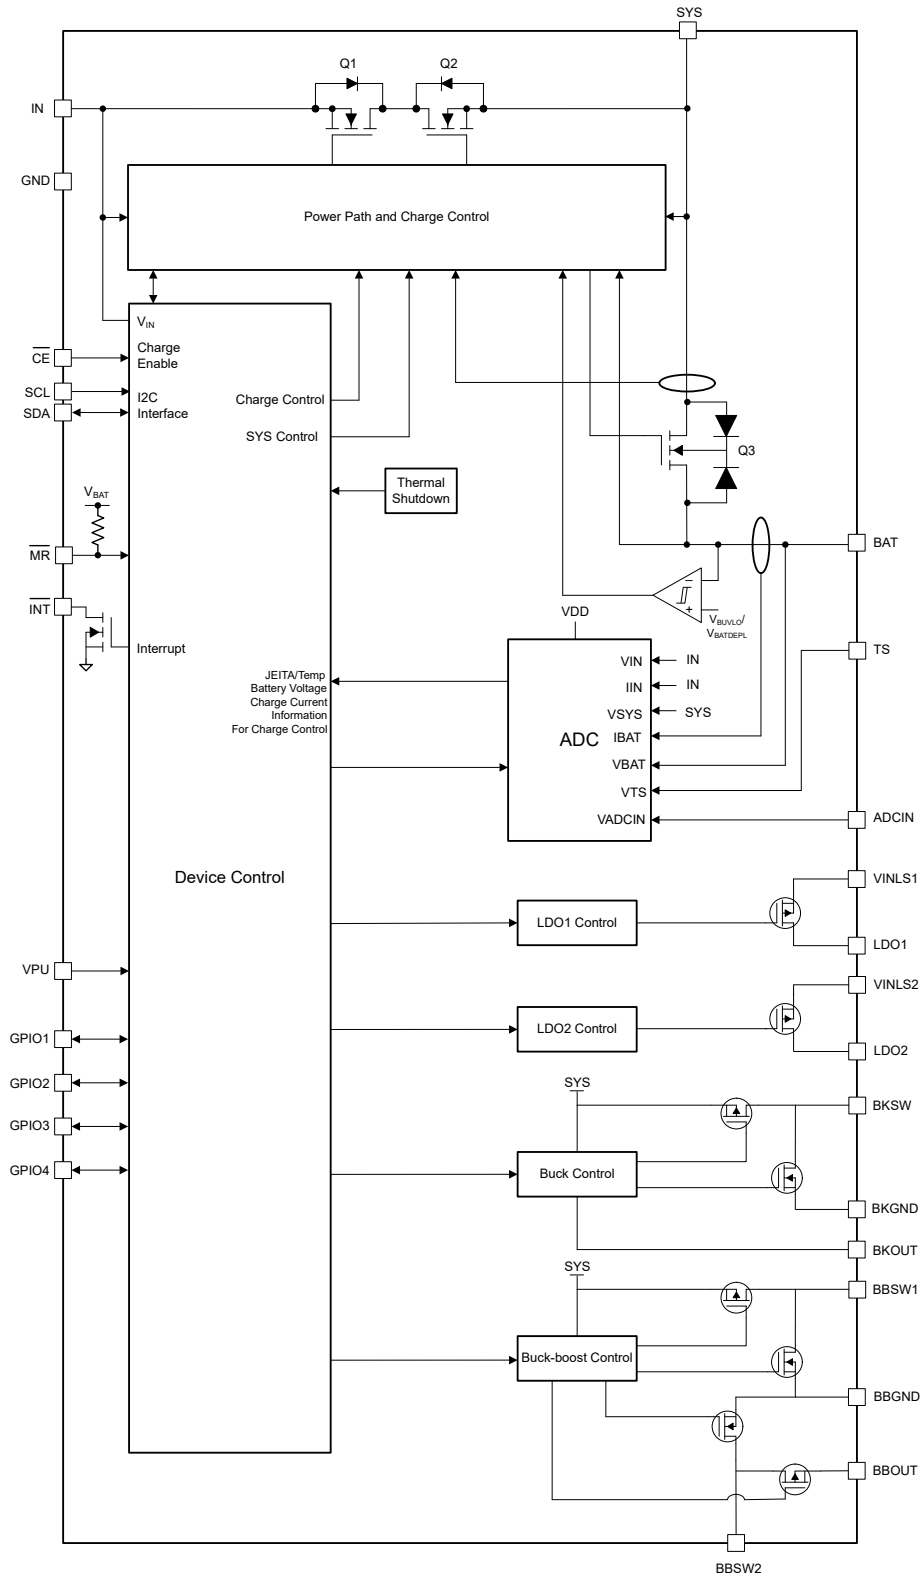 SYS
Q1
Q2
IN
GND
Power Path and Charge Control
VIN
Charge
Enable
CE
SCL
SDA
I2C
Interface
Charge Control
SYS Control
Q3
Thermal
Shutdown
VBAT
MR
BAT
INT
VBUVLO/
VBATDEPL
VDD
Interrupt
TS
JEITA/Temp
Battery Voltage
Charge Current
Information
For Charge Control
VIN
IN
IIN
IN
VSYS
SYS
ADC
IBAT
VBAT
VTS
VADCIN
ADCIN
Device Control
VINLS1
LDO1 Control
LDO1
VPU
VINLS2
GPIO1
LDO2 Control
LDO2
GPIO2
SYS
BKSW
GPIO3
GPIO4
Buck Control
BKGND
BKOUT
SYS
BBSW1
Buck-boost Control
BBGND
BBOUT
BBSW2